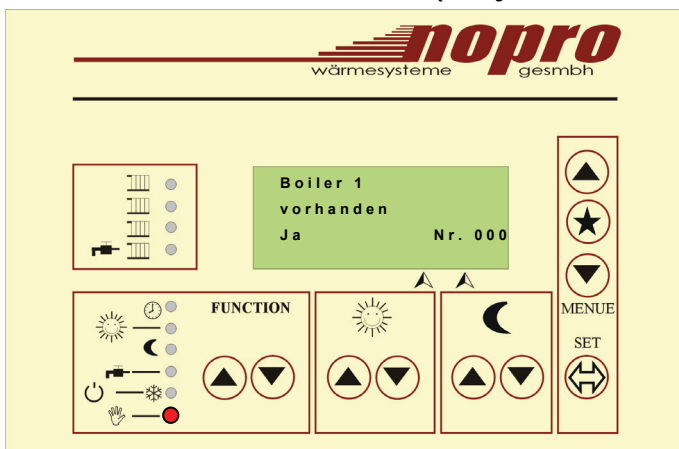 nopro
wärmesysteme gesmbh
Boiler 1
vorhanden
Ja Nr. 000
FUNCTION
MENUE
SET